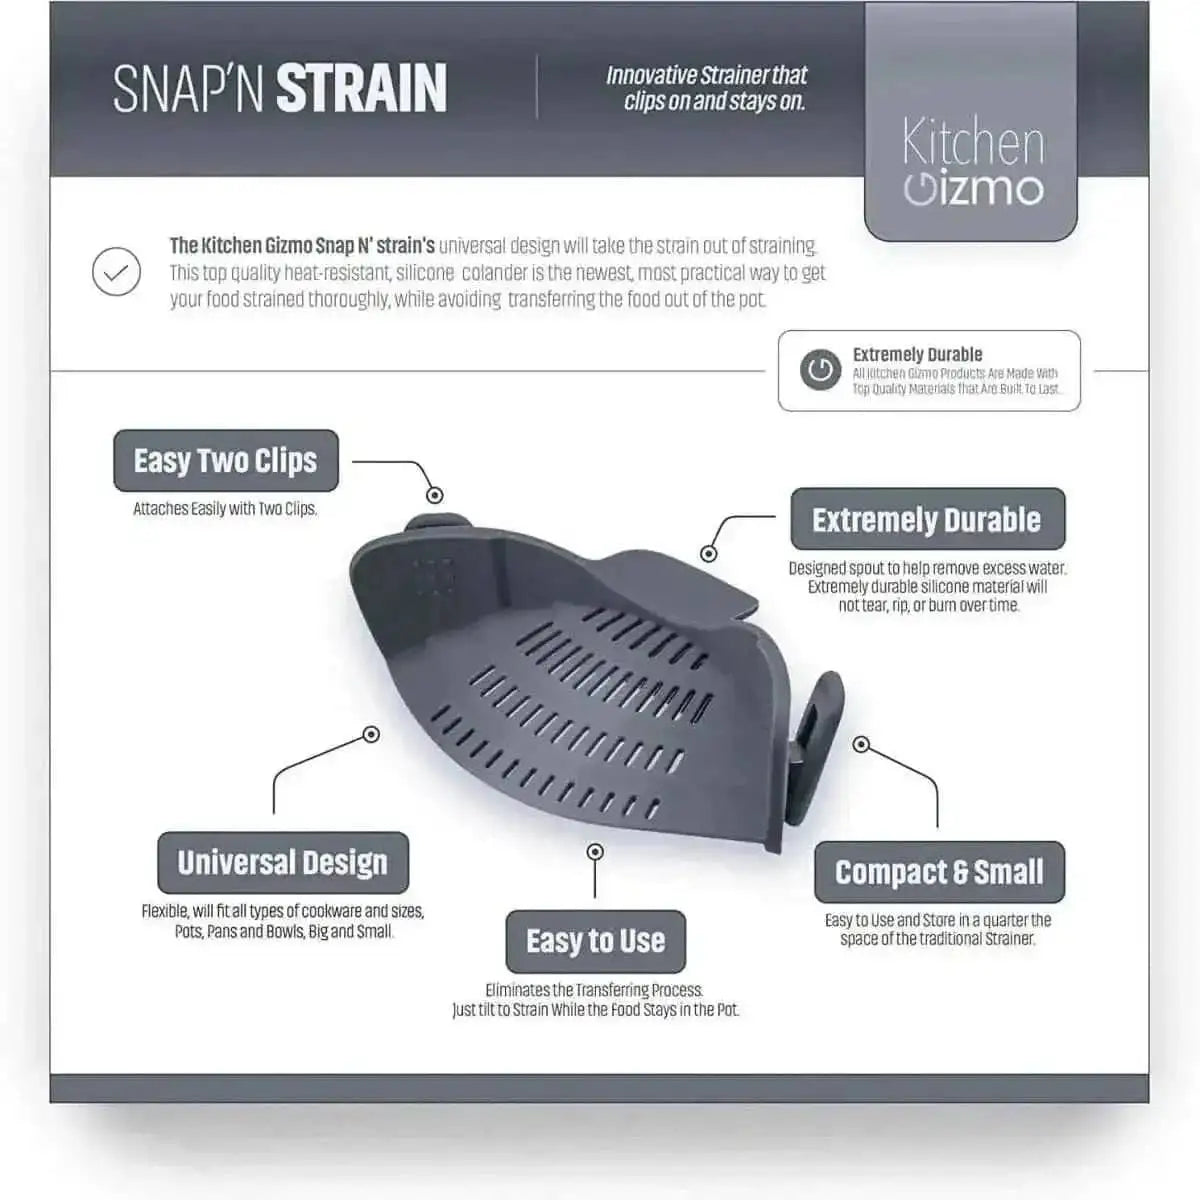 SNAP'N STRAIN
Innovative Strainer that
clips on and stays on.
Kitchen
Gizmo
The Kitchen Gizmo Snap N' strain's universal design will take the strain out of straining.
This top quality heat-resistant, silicone colander is the newest, most practical way to get
your food strained thoroughly, while avoiding transferring the food out of the pot.
Extremely Durable
All Kitchen Gizmo Products Are Made With
Top Quality Materials That Are Built To Last.
Easy Two Clips
Attaches Easily with Two Clips.
Extremely Durable
Designed spout to help remove excess water.
Extremely durable silicone material will
not tear, rip, or burn over time.
Universal Design
Flexible, will fit all types of cookware and sizes,
Pots, Pans and Bowls, Big and Small.
Easy to Use
Eliminates the Transferring Process.
Just tilt to Strain While the Food Stays in the Pot.
Compact & Small
Easy to Use and Store in a quarter the
space of the traditional Strainer.